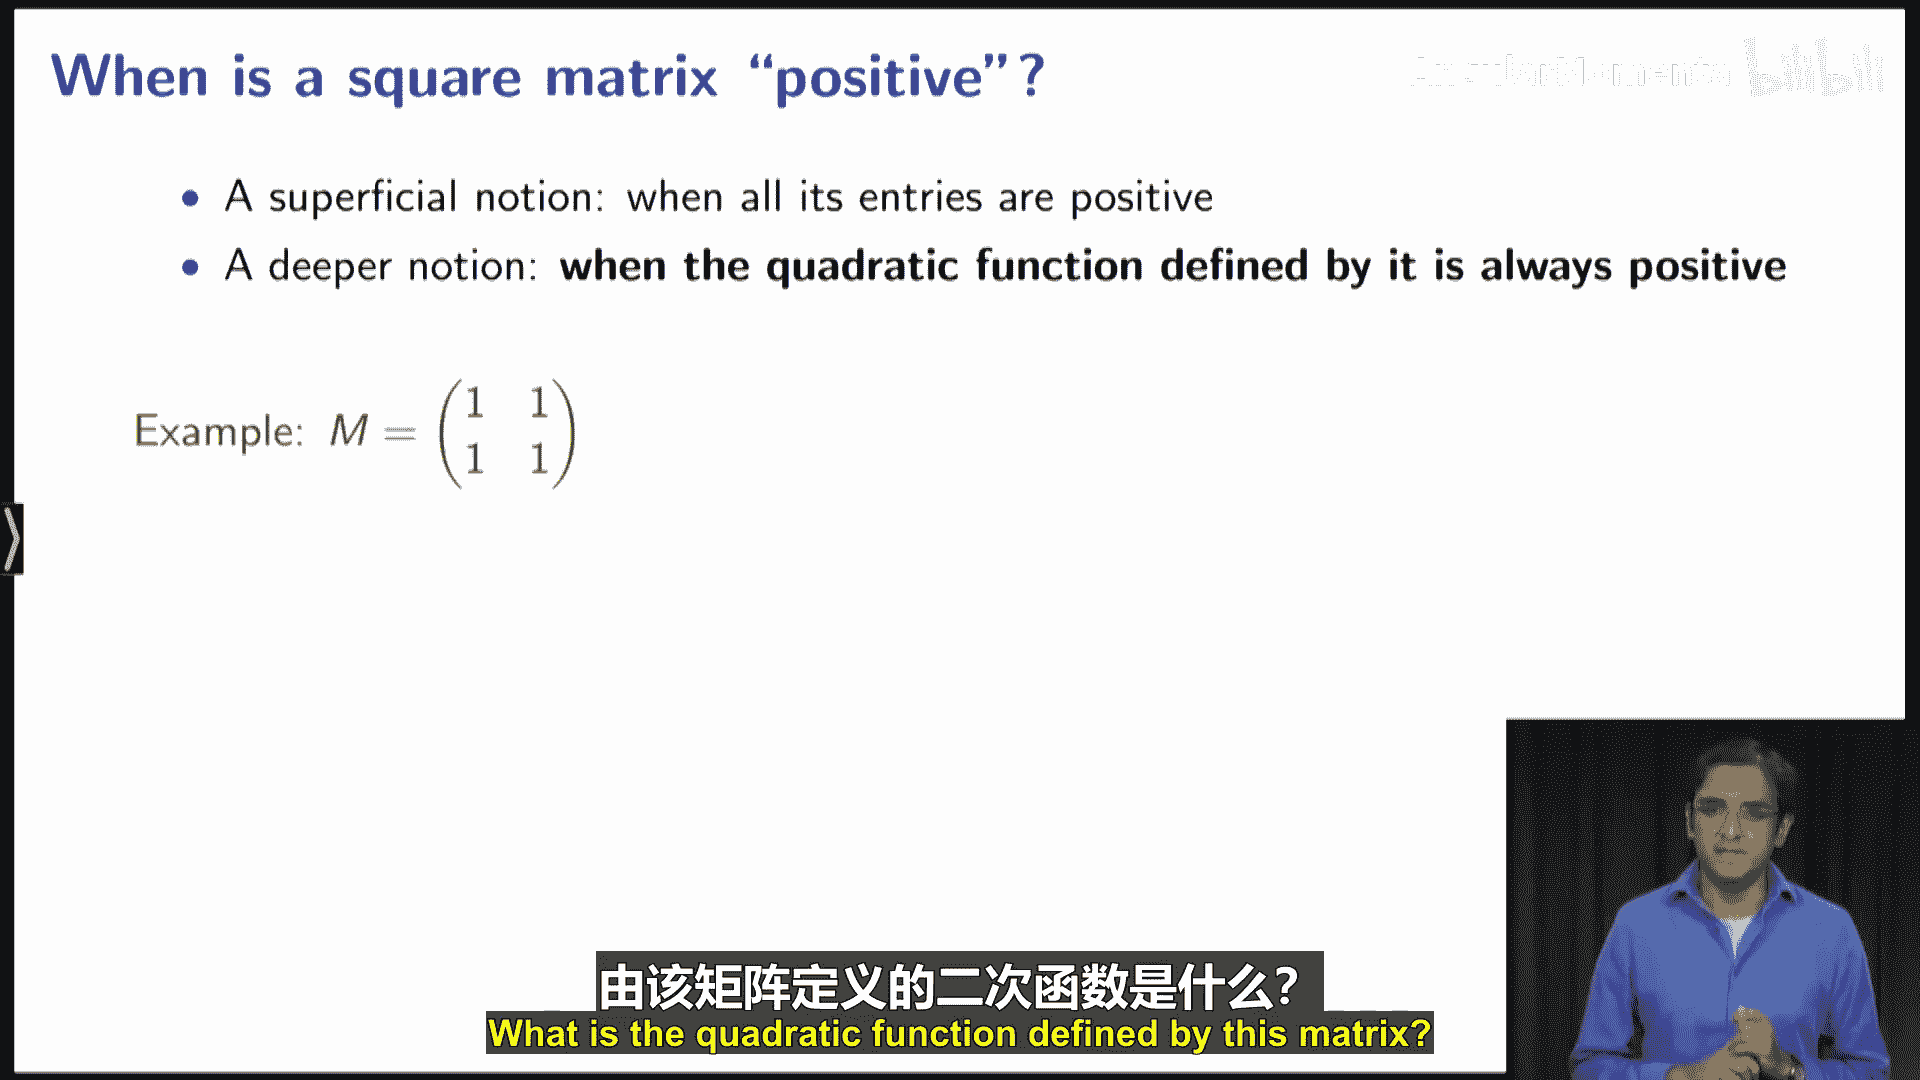 When is a square matrix “positive”?
bilibili
• A superficial notion: when all its entries are positive
• A deeper notion: when the quadratic function defined by it is always positive
Example: M = (1 1
1 1)
由该矩阵定义的二次函数是什么?
What is the quadratic function defined by this matrix?